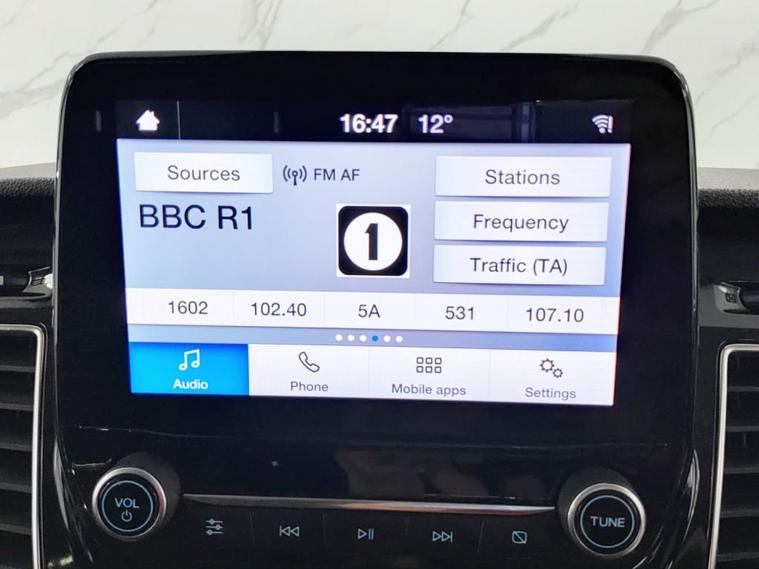 16:47 12°
Sources FM AF Stations
BBC R1
1
Frequency
Traffic (TA)
1602 102.40 5A 531 107.10
Audio Phone Mobile apps Settings
VOL TUNE